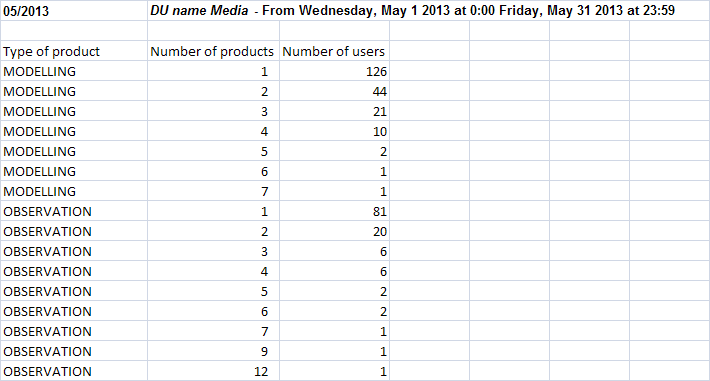 05/2013 DU name Media - From Wednesday, May 1 2013 at 0:00 Friday, May 31 2013 at 23:59
Type of product Number of products Number of users
MODELLING 1 126
MODELLING 2 44
MODELLING 3 21
MODELLING 4 10
MODELLING 5 2
MODELLING 6 1
MODELLING 7 1
OBSERVATION 1 81
OBSERVATION 2 20
OBSERVATION 3 6
OBSERVATION 4 6
OBSERVATION 5 2
OBSERVATION 6 2
OBSERVATION 7 1
OBSERVATION 9 1
OBSERVATION 12 1